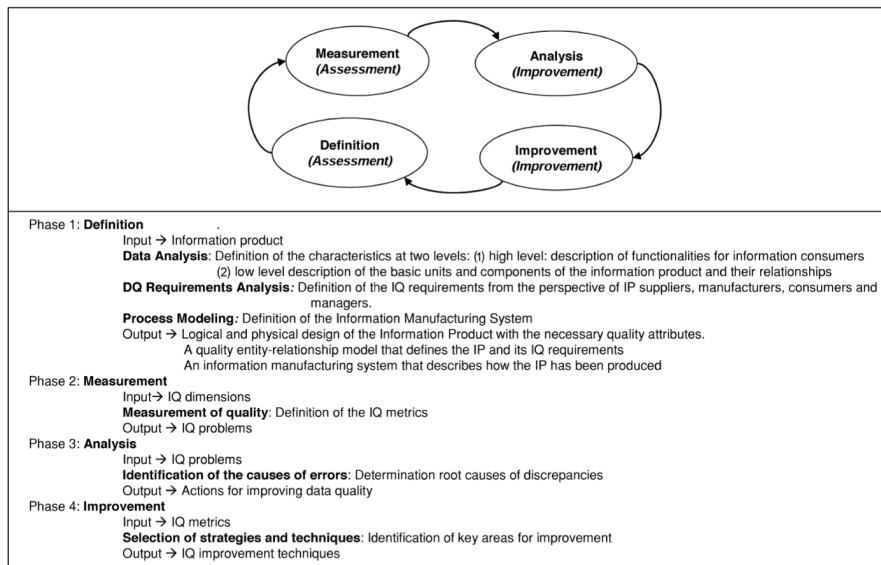 Measurement
(Assessment)
Analysis
(Improvement)
Definition
(Assessment)
Improvement
(Improvement)
Phase 1: Definition
Input → Information product
Data Analysis: Definition of the characteristics at two levels: (1) high level: description of functionalities for information consumers
(2) low level description of the basic units and components of the information product and their relationships
DQ Requirements Analysis: Definition of the IQ requirements from the perspective of IP suppliers, manufacturers, consumers and
managers.
Process Modeling: Definition of the Information Manufacturing System
Output → Logical and physical design of the Information Product with the necessary quality attributes.
A quality entity-relationship model that defines the IP and its IQ requirements
An information manufacturing system that describes how the IP has been produced
Phase 2: Measurement
Input→ IQ dimensions
Measurement of quality: Definition of the IQ metrics
Output → IQ problems
Phase 3: Analysis
Input → IQ problems
Identification of the causes of errors: Determination root causes of discrepancies
Output → Actions for improving data quality
Phase 4: Improvement
Input → IQ metrics
Selection of strategies and techniques: Identification of key areas for improvement
Output → IQ improvement techniques